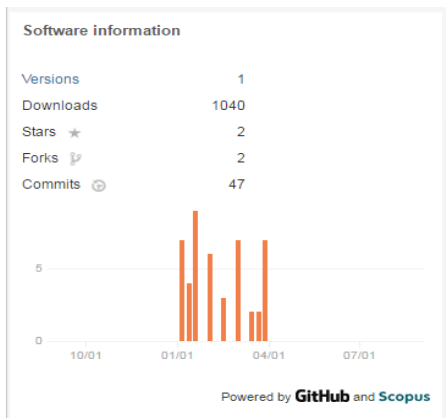 Software information
Versions 1
Downloads 1040
Stars 2
Forks 2
Commits 47
5
0
10/01 01/01 04/01 07/01
Powered by GitHub and Scopus